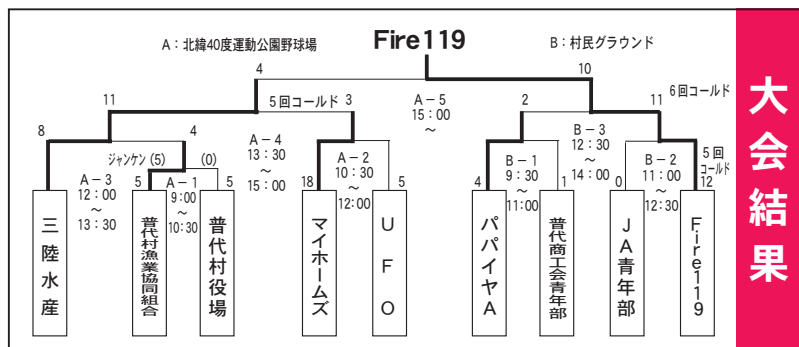 大会結果
A：北緯40度運動公園野球場
Fire119
B：村民グラウンド
4
10
11
5回コールド
3
A－5
15：00
～
2
11
6回コールド
8
4
ジャンケン (5)
(0)
A－4
13：30
～
15：00
B－3
12：30
～
14：00
A－3
12：00
～
13：30
5
A－1
9：00
～
10：30
5
18
A－2
10：30
～
12：00
5
4
B－1
9：30
～
11：00
1
0
B－2
11：00
～
12：30
5回
コールド
12
三陸水産
普代村漁業協同組合
普代村役場
マイホームズ
UFO
パパイヤA
普代商工会青年部
JA青年部
Fire119